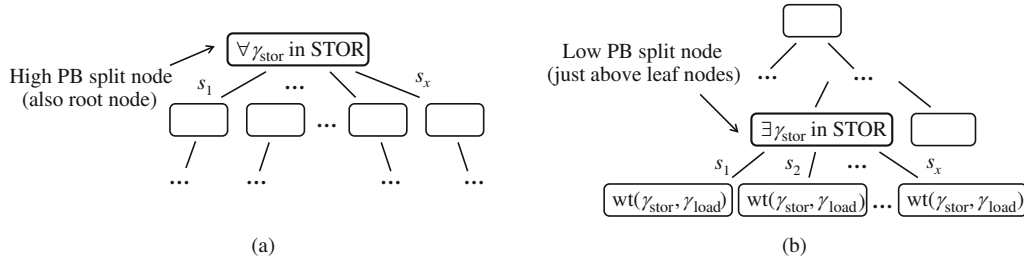 ∀γstor in STOR
High PB split node
(also root node)
s1
...
sx
...
... ... ... ...
(a)
Low PB split node
(just above leaf nodes)
... ...
∃γstor in STOR
s1 s2 ... sx
wt(γstor, γload) wt(γstor, γload) ... wt(γstor, γload)
(b)